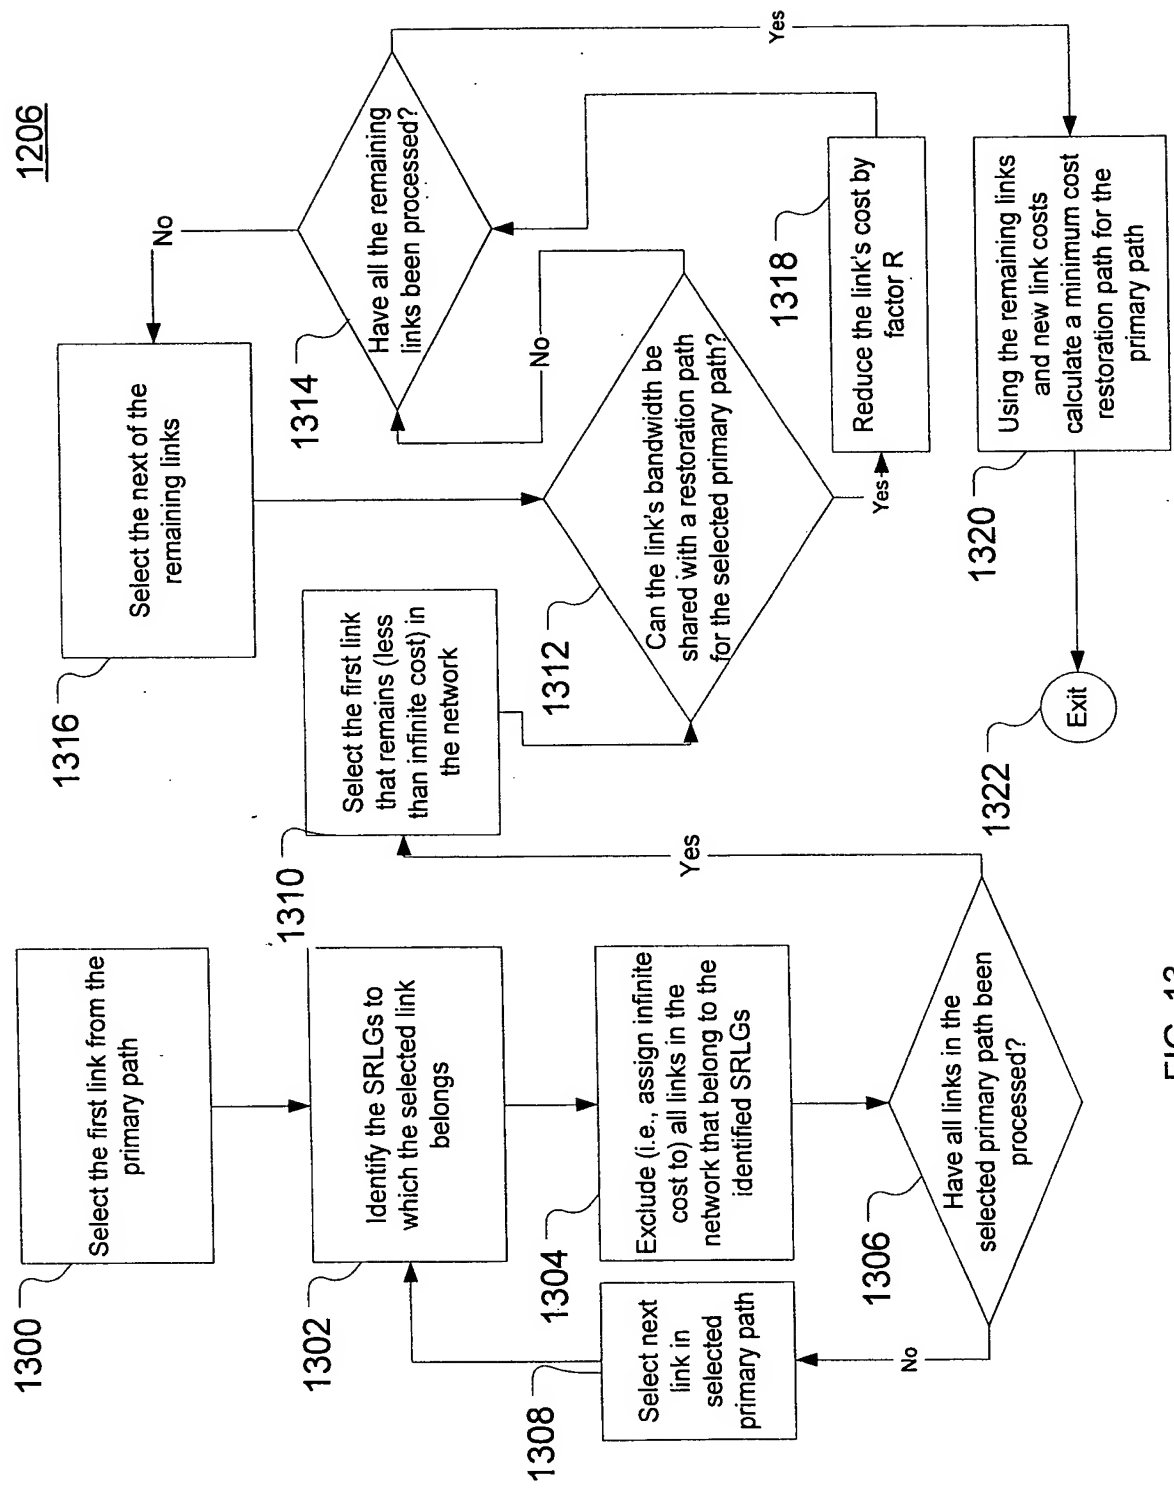 1206
1300
Select the first link from the
primary path
1302
Identify the SRLGs to
which the selected link
belongs
1304
Exclude (i.e., assign infinite
cost to) all links in the
network that belong to the
identified SRLGs
1306
Have all links in the
selected primary path been
processed?
No
1308
Select next
link in
selected
primary path
Yes
1310
Select the first link
that remains (less
than infinite cost) in
the network
1312
Can the link's bandwidth be
shared with a restoration path
for the selected primary path?
No
Yes
1314
Have all the remaining
links been processed?
No
Yes
1316
Select the next of the
remaining links
1318
Reduce the link's cost by
factor R
1320
Using the remaining links
and new link costs
calculate a minimum cost
restoration path for the
primary path
1322
Exit